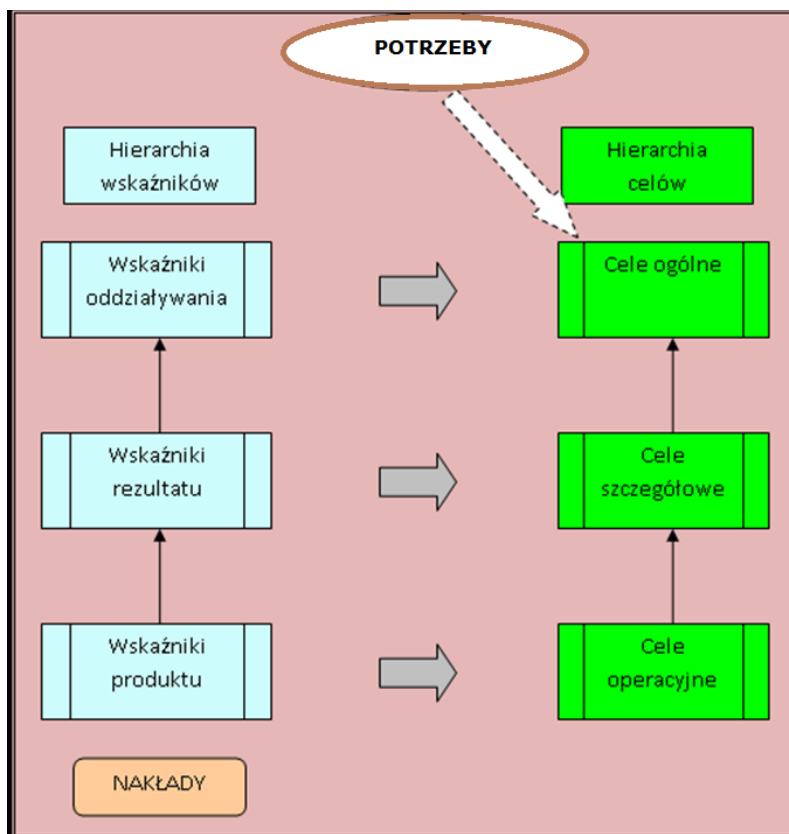 POTRZEBY
Hierarchia
wskaźników
Hierarchia
celów
Wskaźniki
oddziaływania
Cele ogólne
Wskaźniki
rezultatu
Cele
szczegółowe
Wskaźniki
produktu
Cele
operacyjne
NAKŁADY